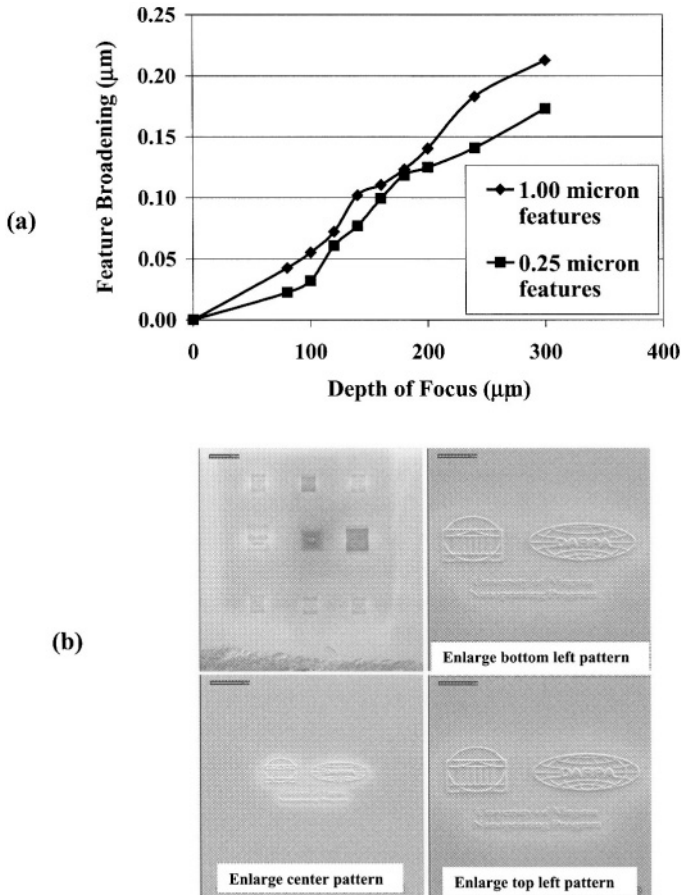 (a)
Feature Broadening (μm)
0.25
0.20
0.15
0.10
0.05
0.00
0
100
200
300
400
Depth of Focus (μm)
1.00 micron
features
0.25 micron
features
(b)
DARPA
Enlarge bottom left pattern
Enlarge center pattern
DARPA
Enlarge top left pattern